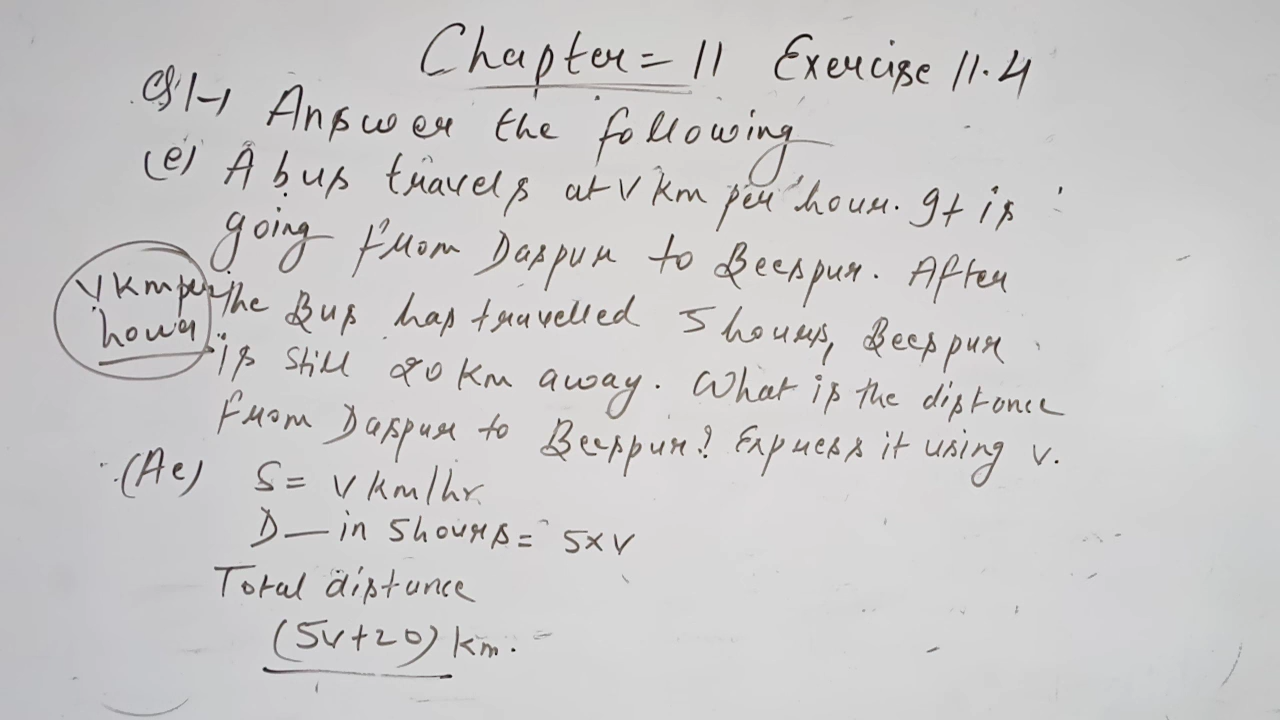 Chapter = 11 Exercise 11.4
Q1→ Answer the following
(e) A bus travels at v km per hour. It is
going from Daspur to Beespur. After
the Bus has travelled 5 hours, Beespur
is still 20 km away. What is the distance
from Daspur to Beespur? Express it using v.
v km per
hour
(Ae) S = v km/hr.
D — in 5 hours = 5×v
Total distance
(5v+20) km.